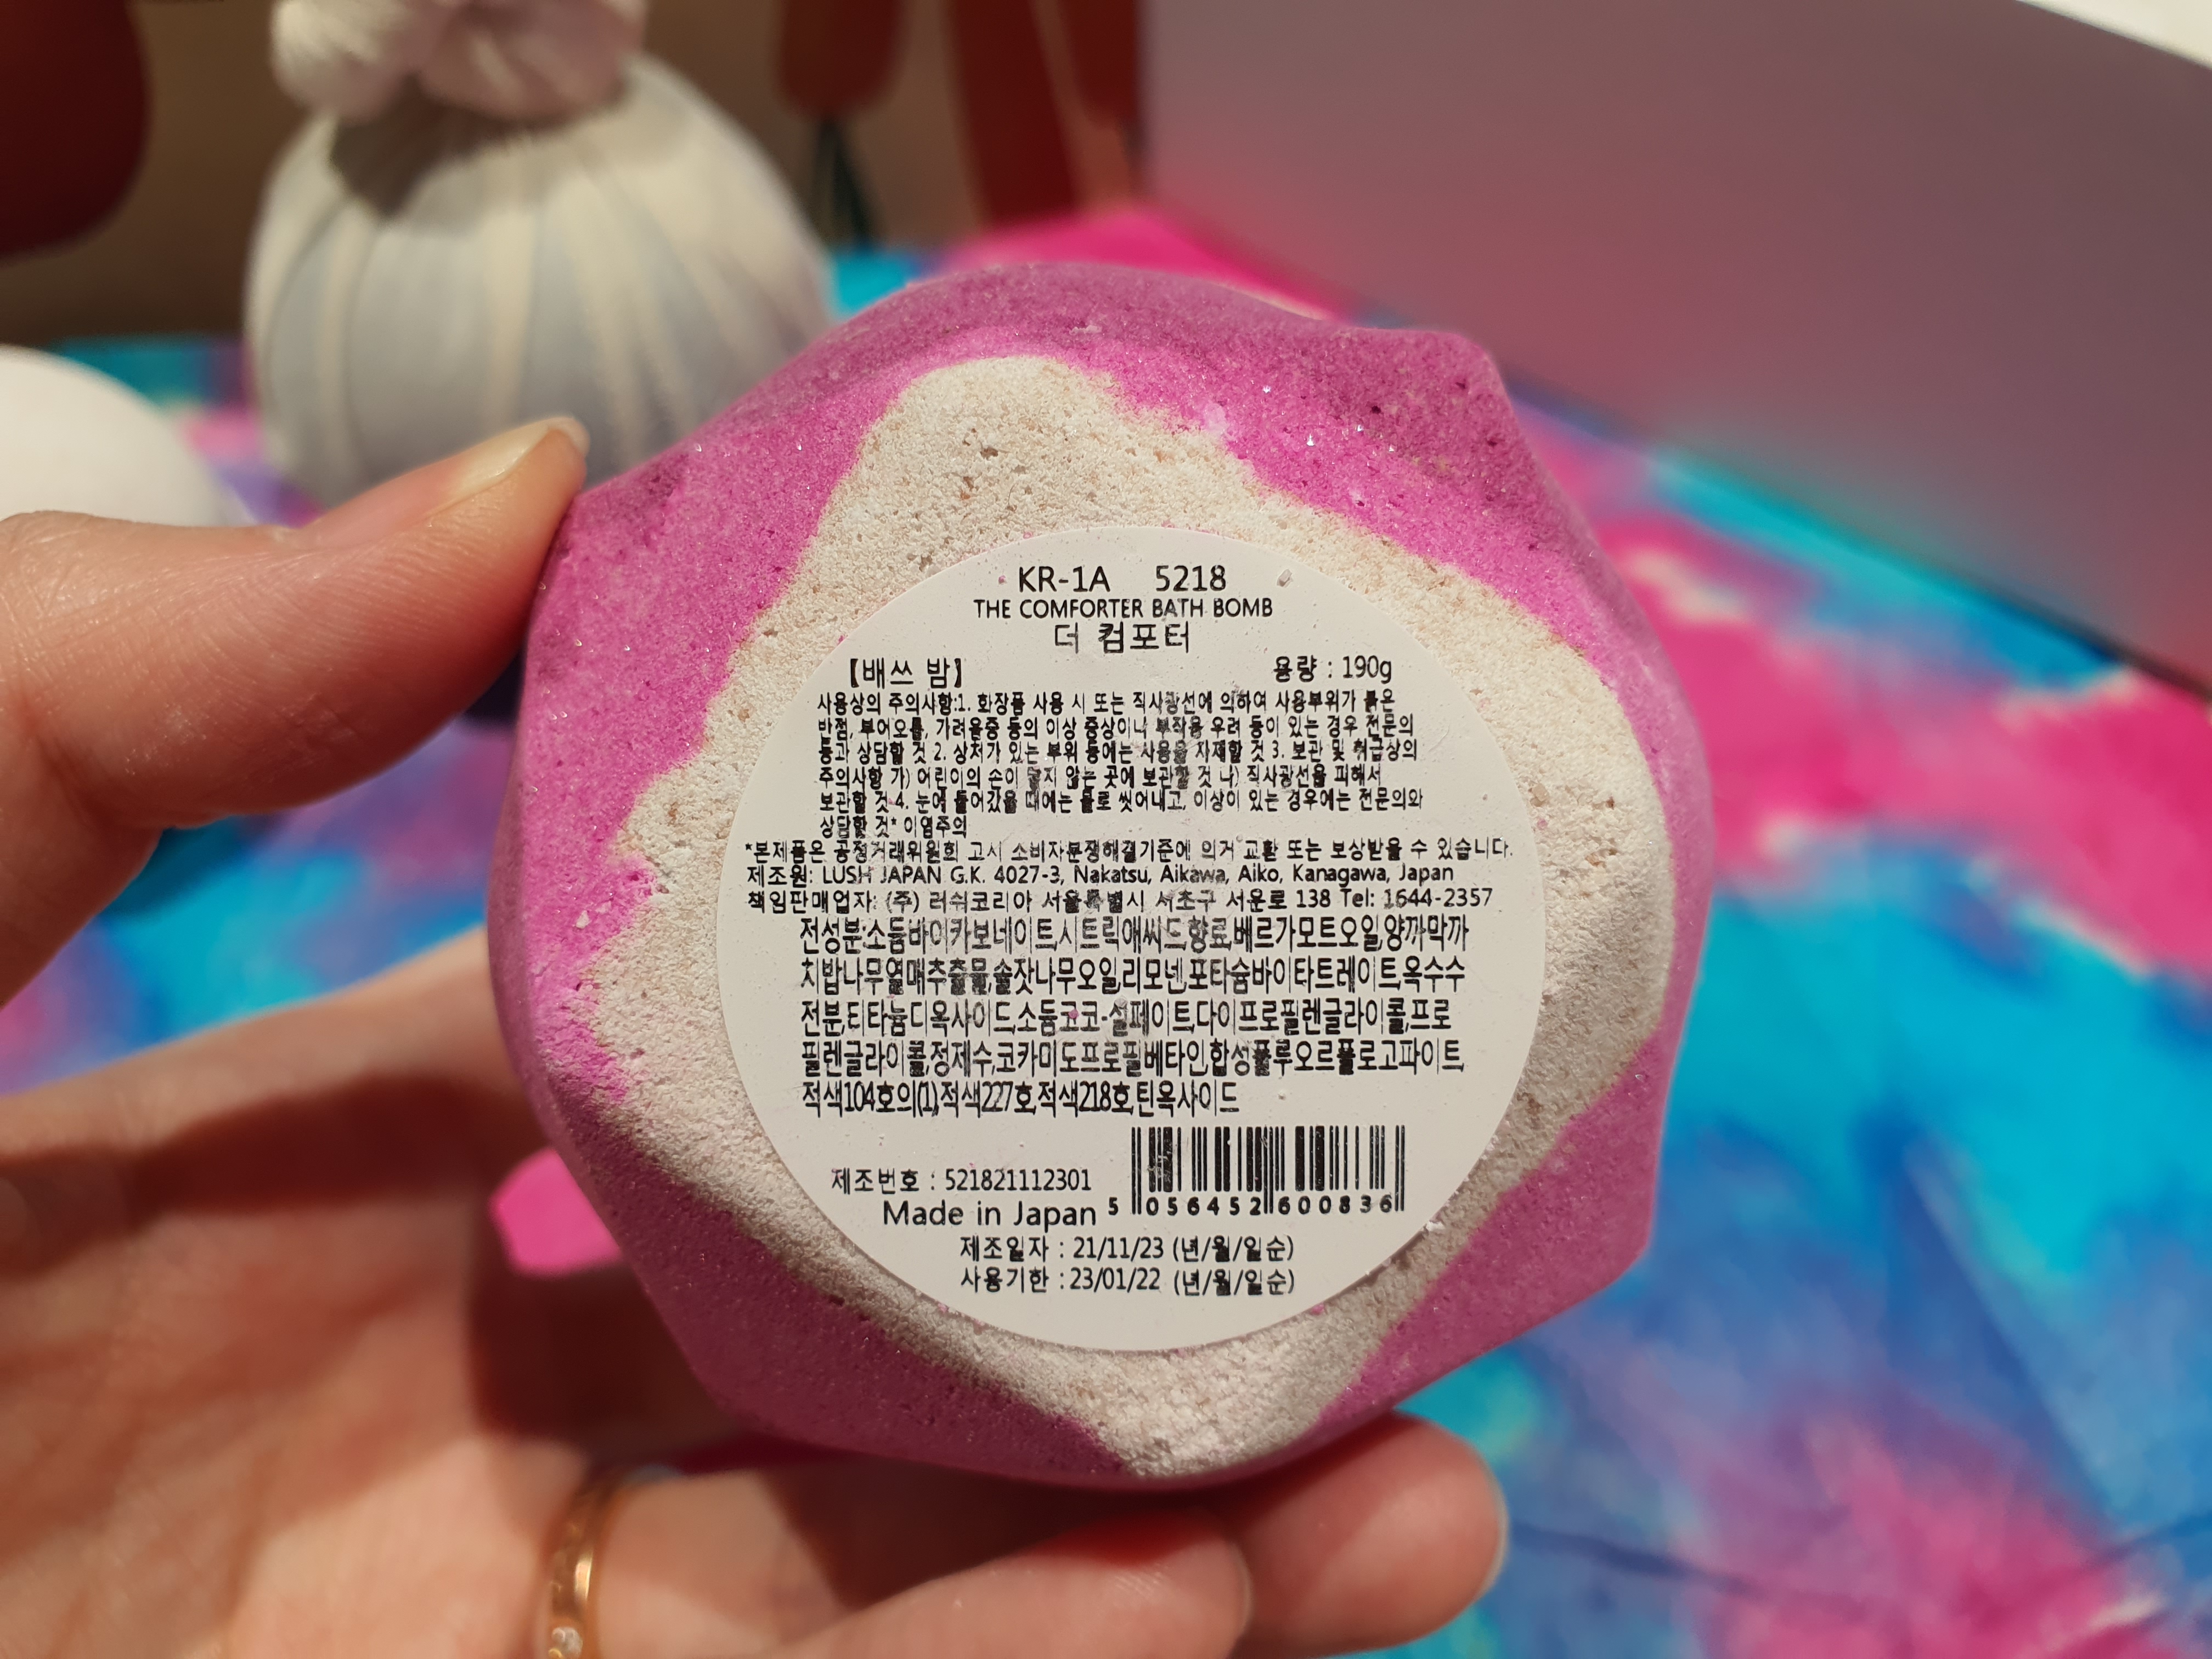 KR-1A 5218
THE COMFORTER BATH BOMB
더 컴포터
【배쓰 밤】 용량 : 190g
사용상의 주의사항:1. 화장품 사용 시 또는 직사광선에 의하여 사용부위가 붉은
반점, 부어오름, 가려움증 등의 이상 증상이나 부작용 우려 등이 있는 경우 전문의
등과 상담할 것 2. 상처가 있는 부위 등에는 사용을 자제할 것 3. 보관 및 취급상의
주의사항 가) 어린이의 손이 닿지 않는 곳에 보관할 것 나) 직사광선을 피해서
보관할 것 4. 눈에 들어갔을 때에는 물로 씻어내고, 이상이 있는 경우에는 전문의와
상담할 것* 이염주의
*본제품은 공정거래위원회 고시 소비자분쟁해결기준에 의거 교환 또는 보상받을 수 있습니다.
제조원: LUSH JAPAN G.K. 4027-3, Nakatsu, Aikawa, Aiko, Kanagawa, Japan
책임판매업자: (주) 러쉬코리아 서울특별시 서초구 서운로 138 Tel: 1644-2357
전성분:소듐바이카보네이트,시트릭애씨드,향료,베르가모트오일,양까막까
치밥나무열매추출물,솔잣나무오일,리모넨,포타슘바이타트레이트,옥수수
전분,티타늄디옥사이드,소듐코코-설페이트,다이프로필렌글라이콜,프로
필렌글라이콜,정제수,코카미도프로필베타인,합성플루오르플로고파이트,
적색104호의(1),적색227호,적색218호,틴옥사이드
제조번호 : 521821112301
Made in Japan
5 056452 600836
제조일자 : 21/11/23 (년/월/일순)
사용기한 : 23/01/22 (년/월/일순)